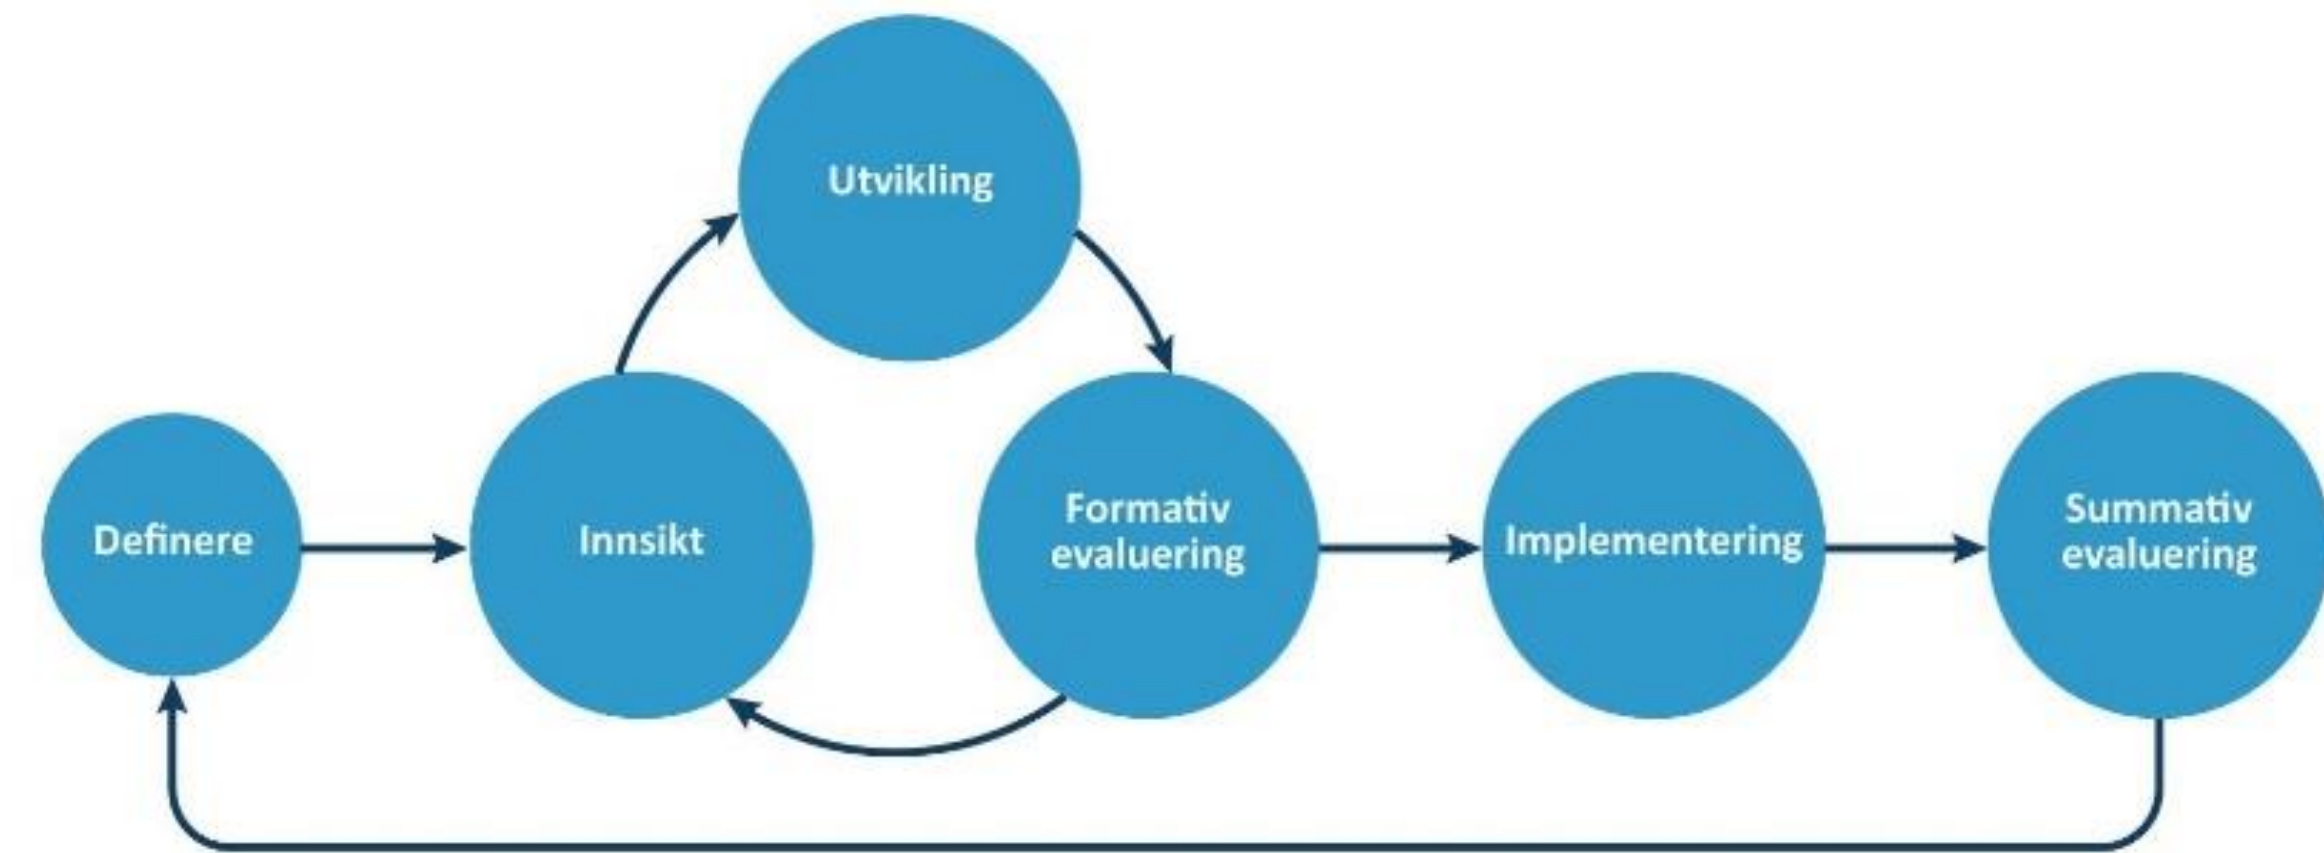 Utvikling
Definere
Innsikt
Formativ
evaluering
Implementering
Summativ
evaluering